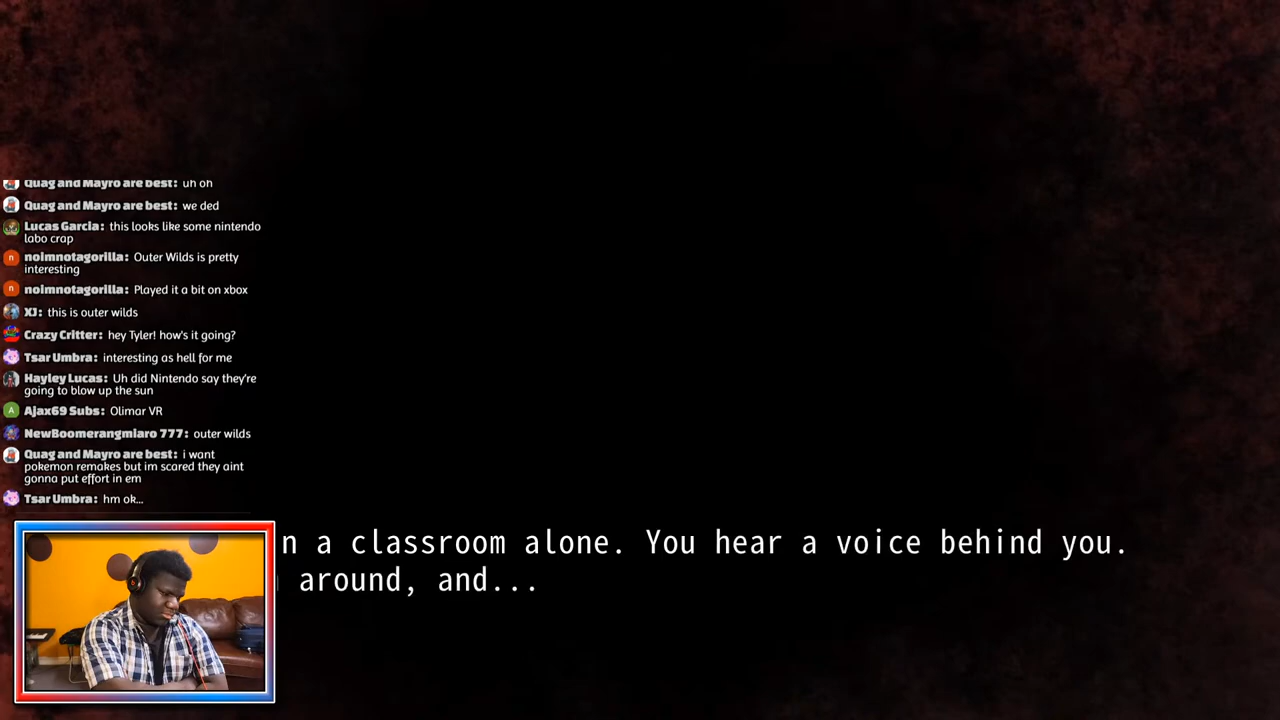 Quag and Mayro are best: uh oh
Quag and Mayro are best: we ded
Lucas Garcia: this looks like some nintendo
labo crap
n
noimnotagorilla: Outer Wilds is pretty
interesting
n
noimnotagorilla: Played it a bit on xbox
XJ: this is outer wilds
Crazy Critter: hey Tyler! how's it going?
Tsar Umbra: interesting as hell for me
Hayley Lucas: Uh did Nintendo say they're
going to blow up the sun
A
Ajax69 Subs: Olimar VR
NewBoomerangmiaro 777: outer wilds
Quag and Mayro are best: i want
pokemon remakes but im scared they aint
gonna put effort in em
Tsar Umbra: hm ok...
n a classroom alone. You hear a voice behind you.
around, and...